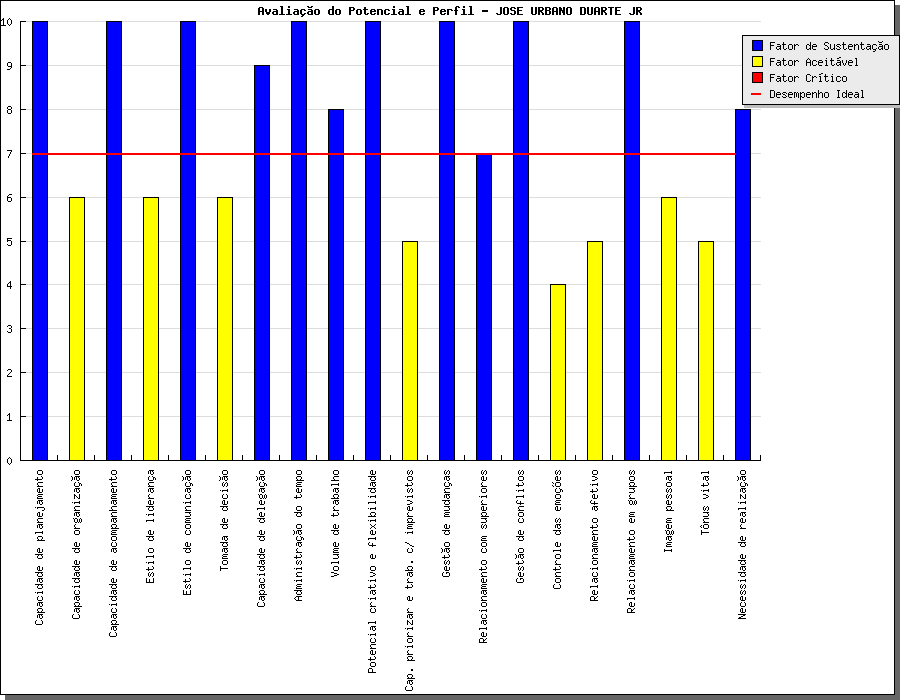 Avaliação do Potencial e Perfil - JOSE URBANO DUARTE JR
10
9
8
7
6
5
4
3
2
1
0
Fator de Sustentação
Fator Aceitável
Fator Crítico
Desempenho Ideal
Capacidade de planejamento
Capacidade de organização
Capacidade de acompanhamento
Estilo de liderança
Estilo de comunicação
Tomada de decisão
Capacidade de delegação
Administração do tempo
Volume de trabalho
Potencial criativo e flexibilidade
Cap. priorizar e trab. c/ imprevistos
Gestão de mudanças
Relacionamento com superiores
Gestão de conflitos
Controle das emoções
Relacionamento afetivo
Relacionamento em grupos
Imagem pessoal
Tônus vital
Necessidade de realização